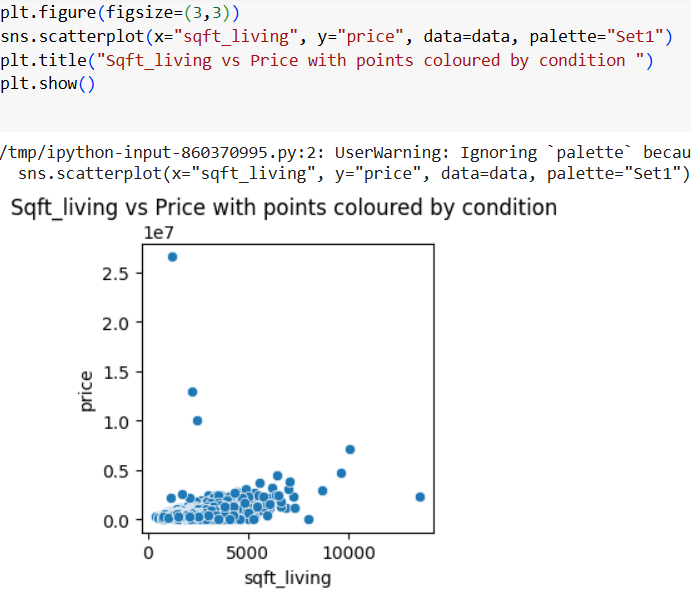 plt.figure(figsize=(3,3))
sns.scatterplot(x="sqft_living", y="price", data=data, palette="Set1")
plt.title("Sqft_living vs Price with points coloured by condition ")
plt.show()
/tmp/ipython-input-860370995.py:2: UserWarning: Ignoring `palette` becau
sns.scatterplot(x="sqft_living", y="price", data=data, palette="Set1")
Sqft_living vs Price with points coloured by condition
1e7
2.5
2.0
1.5
1.0
0.5
0.0
price
0 5000 10000
sqft_living